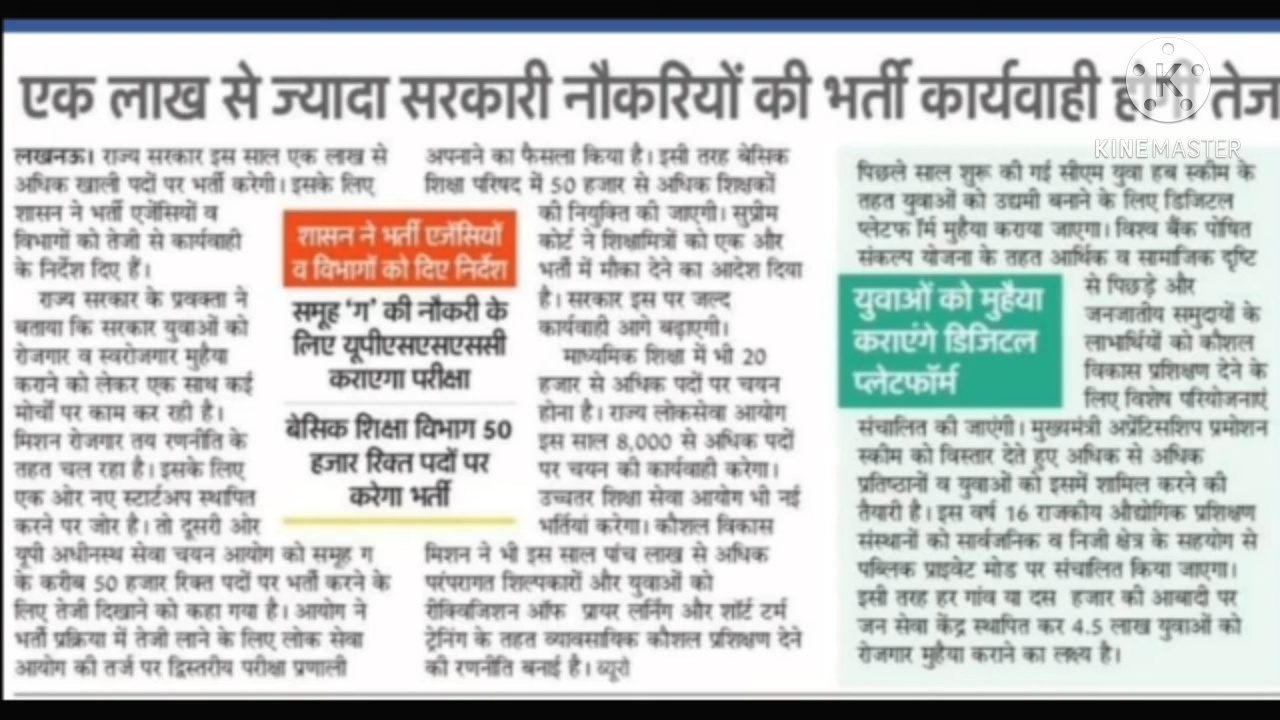 एक लाख से ज्यादा सरकारी नौकरियों की भर्ती कार्यवाही तेज
KINEMASTER
लखनऊ। राज्य सरकार इस साल एक लाख से
अधिक खाली पदों पर भर्ती करेगी। इसके लिए
शासन ने भर्ती एजेंसियों व
विभागों को तेजी से कार्यवाही
के निर्देश दिए हैं।
राज्य सरकार के प्रवक्ता ने
बताया कि सरकार युवाओं को
रोजगार व स्वरोजगार मुहैया
कराने को लेकर एक साथ कई
मोर्चों पर काम कर रही है।
मिशन रोजगार तय रणनीति के
तहत चल रहा है। इसके लिए
एक ओर नए स्टार्टअप स्थापित
करने पर जोर है। तो दूसरी ओर
यूपी अधीनस्थ सेवा चयन आयोग को समूह ग
के करीब 50 हजार रिक्त पदों पर भर्ती करने के
लिए तेजी दिखाने को कहा गया है। आयोग ने
भर्ती प्रक्रिया में तेजी लाने के लिए लोक सेवा
आयोग की तर्ज पर द्विस्तरीय परीक्षा प्रणाली
शासन ने भर्ती एजेंसियों
व विभागों को दिए निर्देश
समूह ‘ग’ की नौकरी के
लिए यूपीएसएसएससी
कराएगा परीक्षा
बेसिक शिक्षा विभाग 50
हजार रिक्त पदों पर
करेगा भर्ती
अपनाने का फैसला किया है। इसी तरह बेसिक
शिक्षा परिषद में 50 हजार से अधिक शिक्षकों
की नियुक्ति की जाएगी। सुप्रीम
कोर्ट ने शिक्षामित्रों को एक और
भर्ती में मौका देने का आदेश दिया
है। सरकार इस पर जल्द
कार्यवाही आगे बढ़ाएगी।
माध्यमिक शिक्षा में भी 20
हजार से अधिक पदों पर चयन
होना है। राज्य लोकसेवा आयोग
इस साल 8,000 से अधिक पदों
पर चयन की कार्यवाही करेगा।
उच्चतर शिक्षा सेवा आयोग भी नई
भर्तियां करेगा। कौशल विकास
मिशन ने भी इस साल पांच लाख से अधिक
परंपरागत शिल्पकारों और युवाओं को
रीक्विजिशन ऑफ प्रायर लर्निंग और शॉर्ट टर्म
ट्रेनिंग के तहत व्यावसायिक कौशल प्रशिक्षण देने
की रणनीति बनाई है। ब्यूरो
पिछले साल शुरू की गई सीएम युवा हब स्कीम के
तहत युवाओं को उद्यमी बनाने के लिए डिजिटल
प्लेटफ र्मि मुहैया कराया जाएगा। विश्व बैंक पोषित
संकल्प योजना के तहत आर्थिक व सामाजिक दृष्टि
से पिछड़े और
जनजातीय समुदायों के
लाभार्थियों को कौशल
विकास प्रशिक्षण देने के
लिए विशेष परियोजनाएं
संचालित की जाएंगी। मुख्यमंत्री अप्रेंटिसशिप प्रमोशन
स्कीम को विस्तार देते हुए अधिक से अधिक
प्रतिष्ठानों व युवाओं को इसमें शामिल करने की
तैयारी है। इस वर्ष 16 राजकीय औद्योगिक प्रशिक्षण
संस्थानों को सार्वजनिक व निजी क्षेत्र के सहयोग से
पब्लिक प्राइवेट मोड पर संचालित किया जाएगा।
इसी तरह हर गांव या दस हजार की आबादी पर
जन सेवा केंद्र स्थापित कर 4.5 लाख युवाओं को
रोजगार मुहैया कराने का लक्ष्य है।
युवाओं को मुहैया
कराएंगे डिजिटल
प्लेटफॉर्म